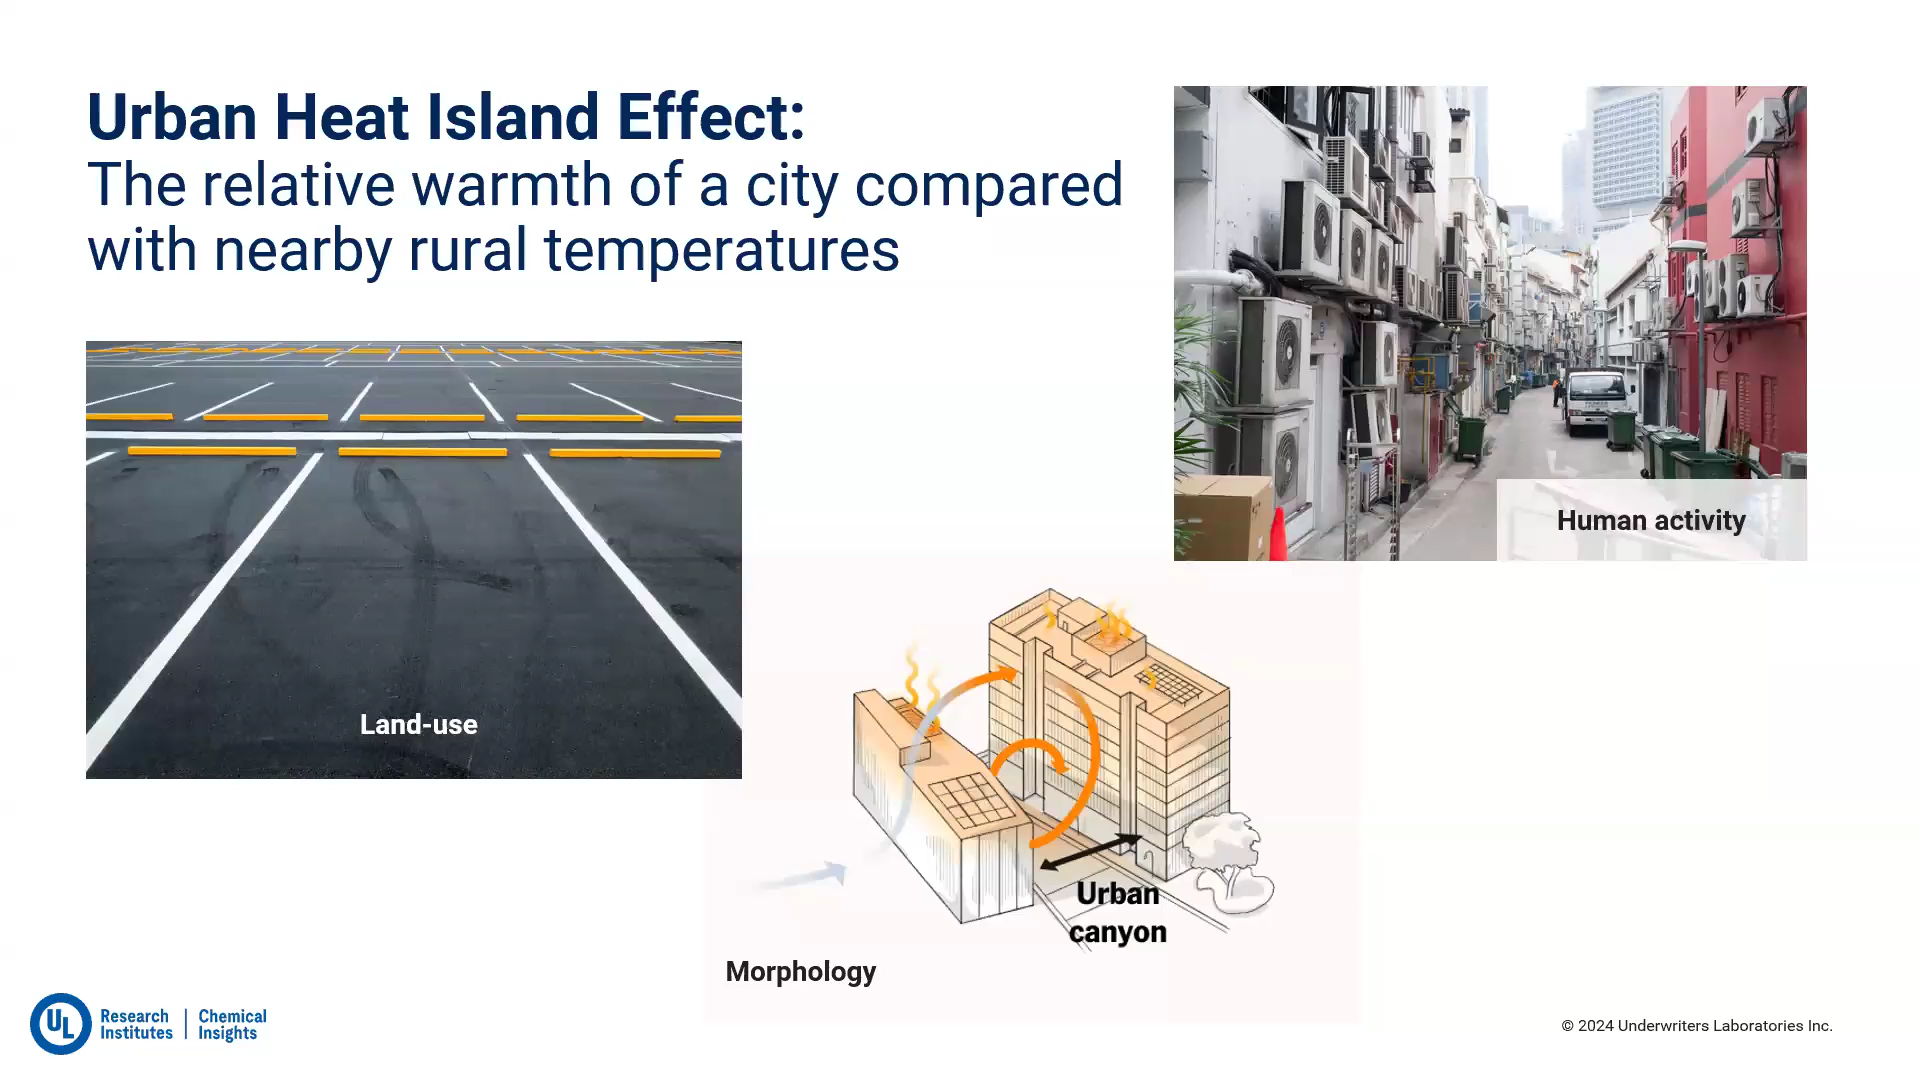 Urban Heat Island Effect:
The relative warmth of a city compared
with nearby rural temperatures
Human activity
Land-use
Urban
canyon
Morphology
UL
Research
Institutes
Chemical
Insights
© 2024 Underwriters Laboratories Inc.